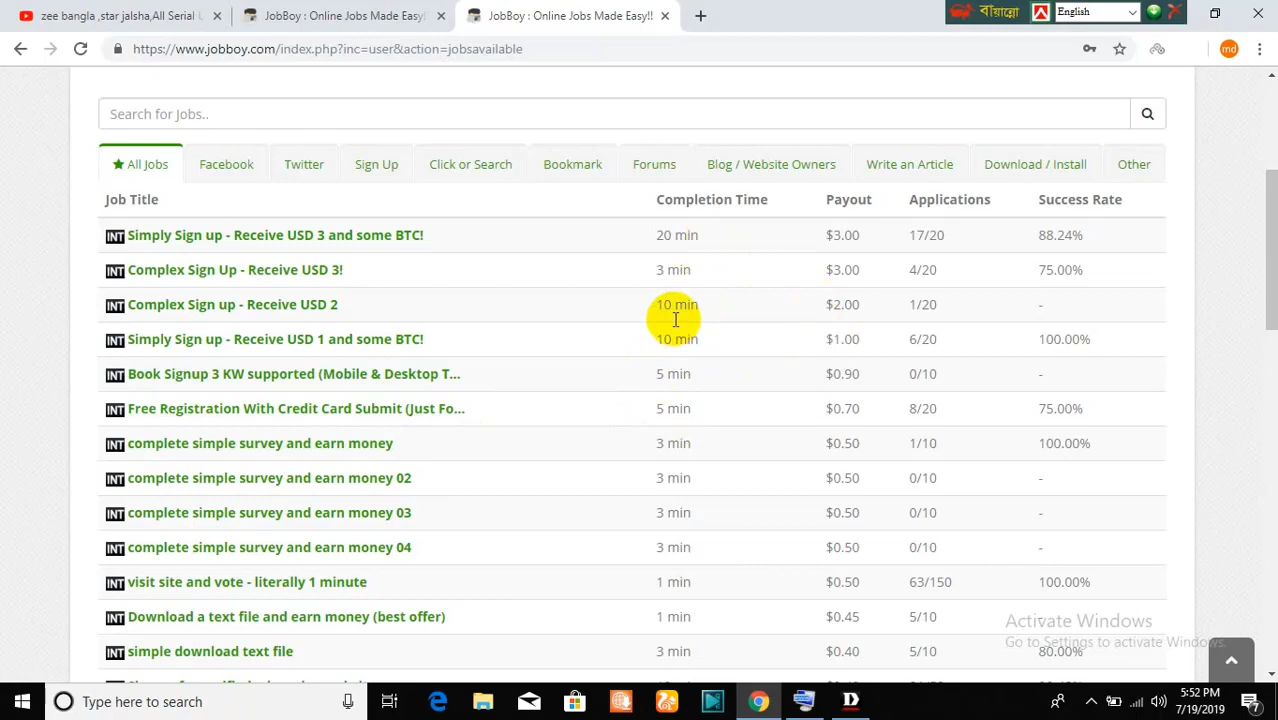 zee bangla ,star jalsha,All Serial
JobBoy : Online Jobs Made Easy
JobBoy : Online Jobs Made Easy!!
বায়ান্নো
English
https://www.jobboy.com/index.php?inc=user&action=jobsavailable
md
Search for Jobs..
All Jobs Facebook Twitter Sign Up Click or Search Bookmark Forums Blog / Website Owners Write an Article Download / Install Other
Job Title Completion Time Payout Applications Success Rate
INT Simply Sign up - Receive USD 3 and some BTC! 20 min $3.00 17/20 88.24%
INT Complex Sign Up - Receive USD 3! 3 min $3.00 4/20 75.00%
INT Complex Sign up - Receive USD 2 10 min $2.00 1/20 -
INT Simply Sign up - Receive USD 1 and some BTC! 10 min $1.00 6/20 100.00%
INT Book Signup 3 KW supported (Mobile & Desktop T... 5 min $0.90 0/10 -
INT Free Registration With Credit Card Submit (Just Fo... 5 min $0.70 8/20 75.00%
INT complete simple survey and earn money 3 min $0.50 1/10 100.00%
INT complete simple survey and earn money 02 3 min $0.50 0/10 -
INT complete simple survey and earn money 03 3 min $0.50 0/10 -
INT complete simple survey and earn money 04 3 min $0.50 0/10 -
INT visit site and vote - literally 1 minute 1 min $0.50 63/150 100.00%
INT Download a text file and earn money (best offer) 1 min $0.45 5/10
Activate Windows
Go to Settings to activate Windows.
INT simple download text file 3 min $0.40 5/10 80.00%
Type here to search
5:52 PM
7/19/2019
7